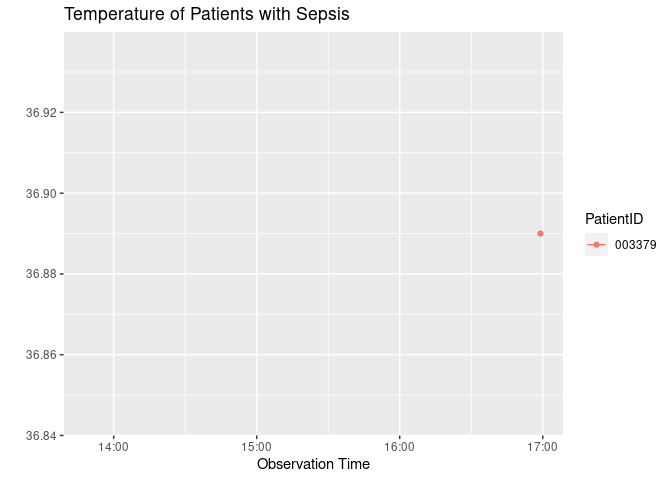 Temperature of Patients with Sepsis
36.92
36.90
36.88
36.86
36.84
14:00 15:00 16:00 17:00
Observation Time
PatientID
003379